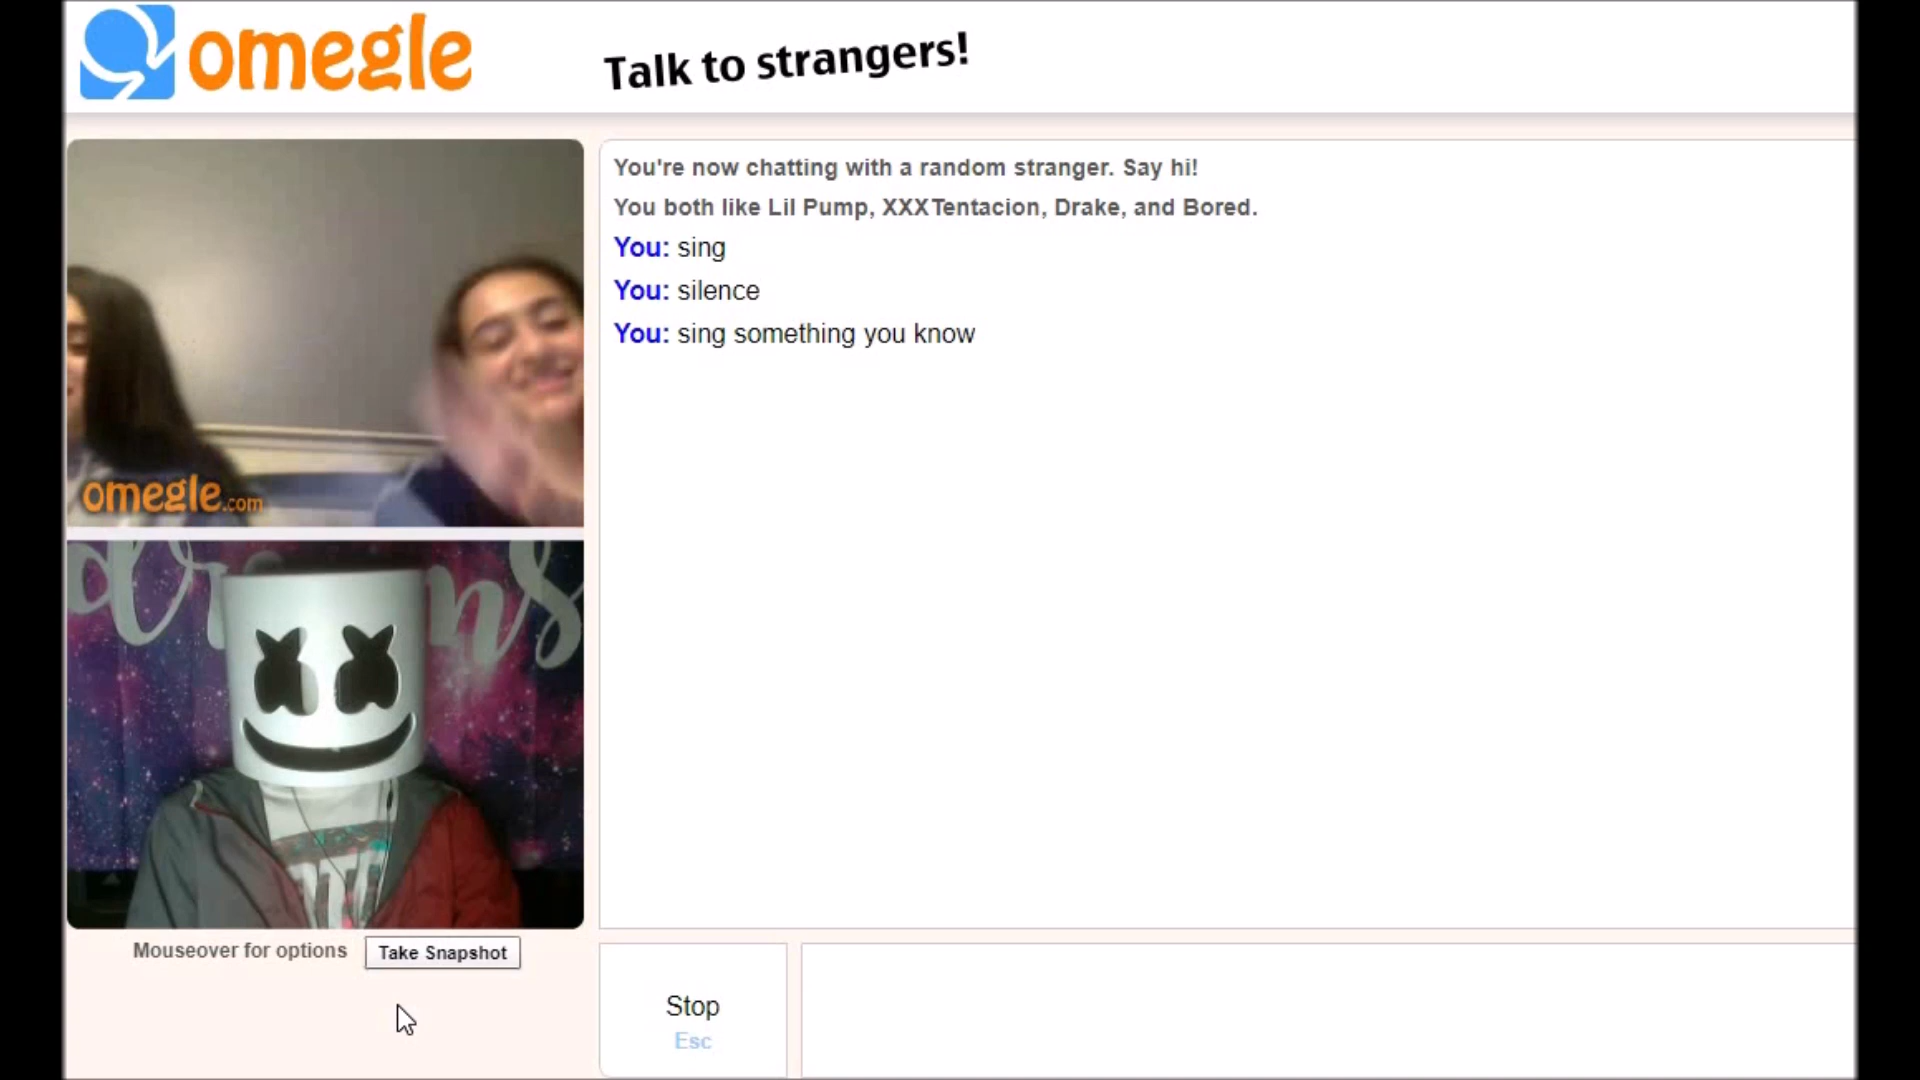 omegle
Talk to strangers!
You're now chatting with a random stranger. Say hi!
You both like Lil Pump, XXXTentacion, Drake, and Bored.
You: sing
You: silence
You: sing something you know
omegle.com
Mouseover for options
Take Snapshot
Stop
Esc